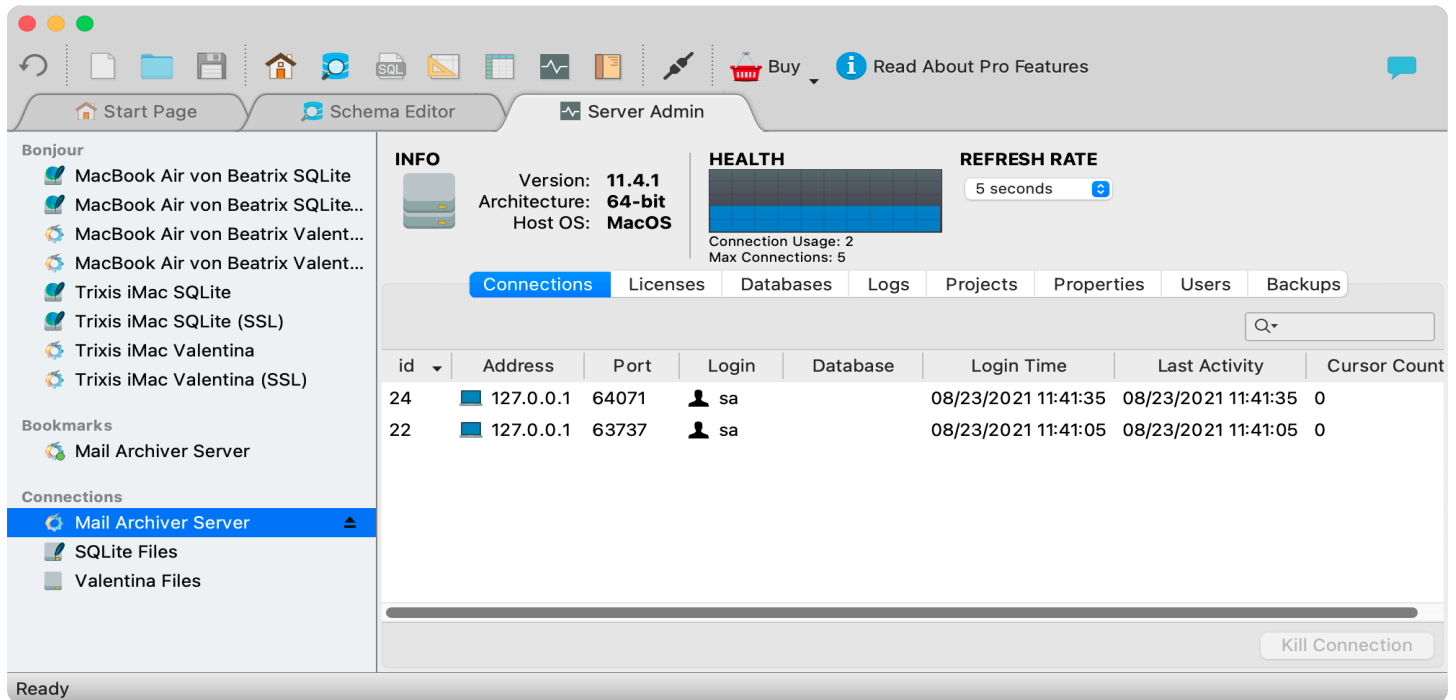 SQL
Buy
Read About Pro Features
Start Page
Schema Editor
Server Admin
Bonjour
MacBook Air von Beatrix SQLite
MacBook Air von Beatrix SQLite...
MacBook Air von Beatrix Valent...
MacBook Air von Beatrix Valent...
Trixis iMac SQLite
Trixis iMac SQLite (SSL)
Trixis iMac Valentina
Trixis iMac Valentina (SSL)
Bookmarks
Mail Archiver Server
Connections
Mail Archiver Server
SQLite Files
Valentina Files
INFO
Version: 11.4.1
Architecture: 64-bit
Host OS: MacOS
HEALTH
Connection Usage: 2
Max Connections: 5
REFRESH RATE
5 seconds
Connections Licenses Databases Logs Projects Properties Users Backups
id Address Port Login Database Login Time Last Activity Cursor Count
24 127.0.0.1 64071 sa 08/23/2021 11:41:35 08/23/2021 11:41:35 0
22 127.0.0.1 63737 sa 08/23/2021 11:41:05 08/23/2021 11:41:05 0
Kill Connection
Ready